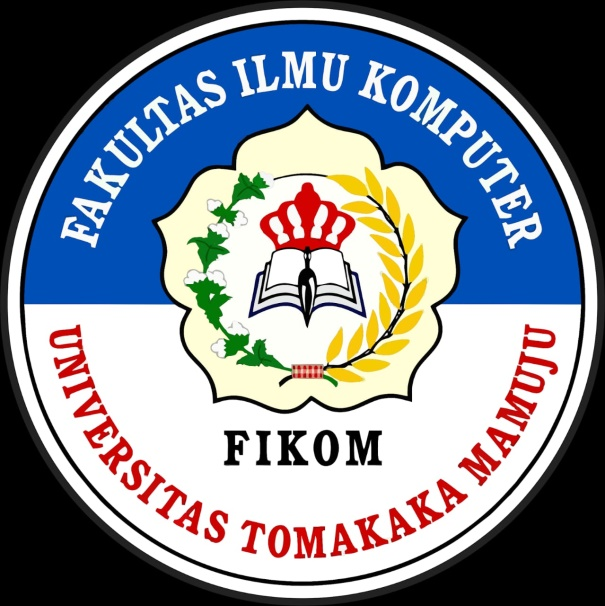 FAKULTAS ILMU KOMPUTER
FIKOM
UNIVERSITAS TOMAKAKA MAMUJU